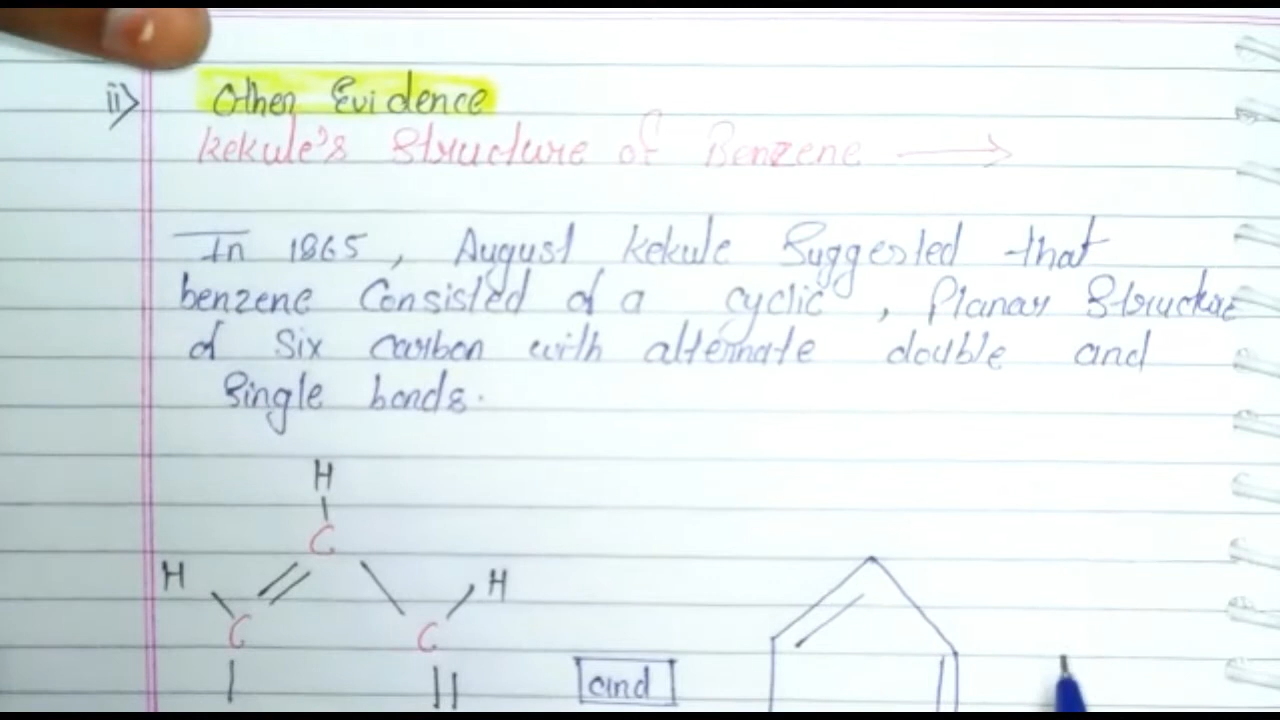 ii) Other Evidence
Kekule's Structure of Benzene →
In 1865, August Kekule Suggested that
benzene Consisted of a cyclic, Planar Structure
of Six carbon with alternate double and
Single bonds.
H
C
H H
C C
and